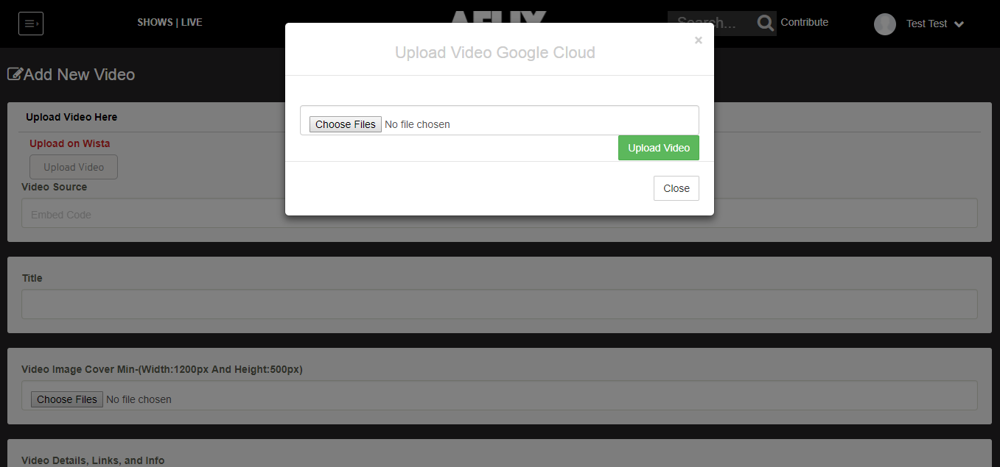 SHOWS | LIVE
Contribute
Test Test
×
Upload Video Google Cloud
Add New Video
Upload Video Here
Choose Files No file chosen
Upload on Wista
Upload Video
Upload Video
Video Source
Close
Embed Code
Title
Video Image Cover Min-(Width:1200px And Height:500px)
Choose Files No file chosen
Video Details, Links, and Info